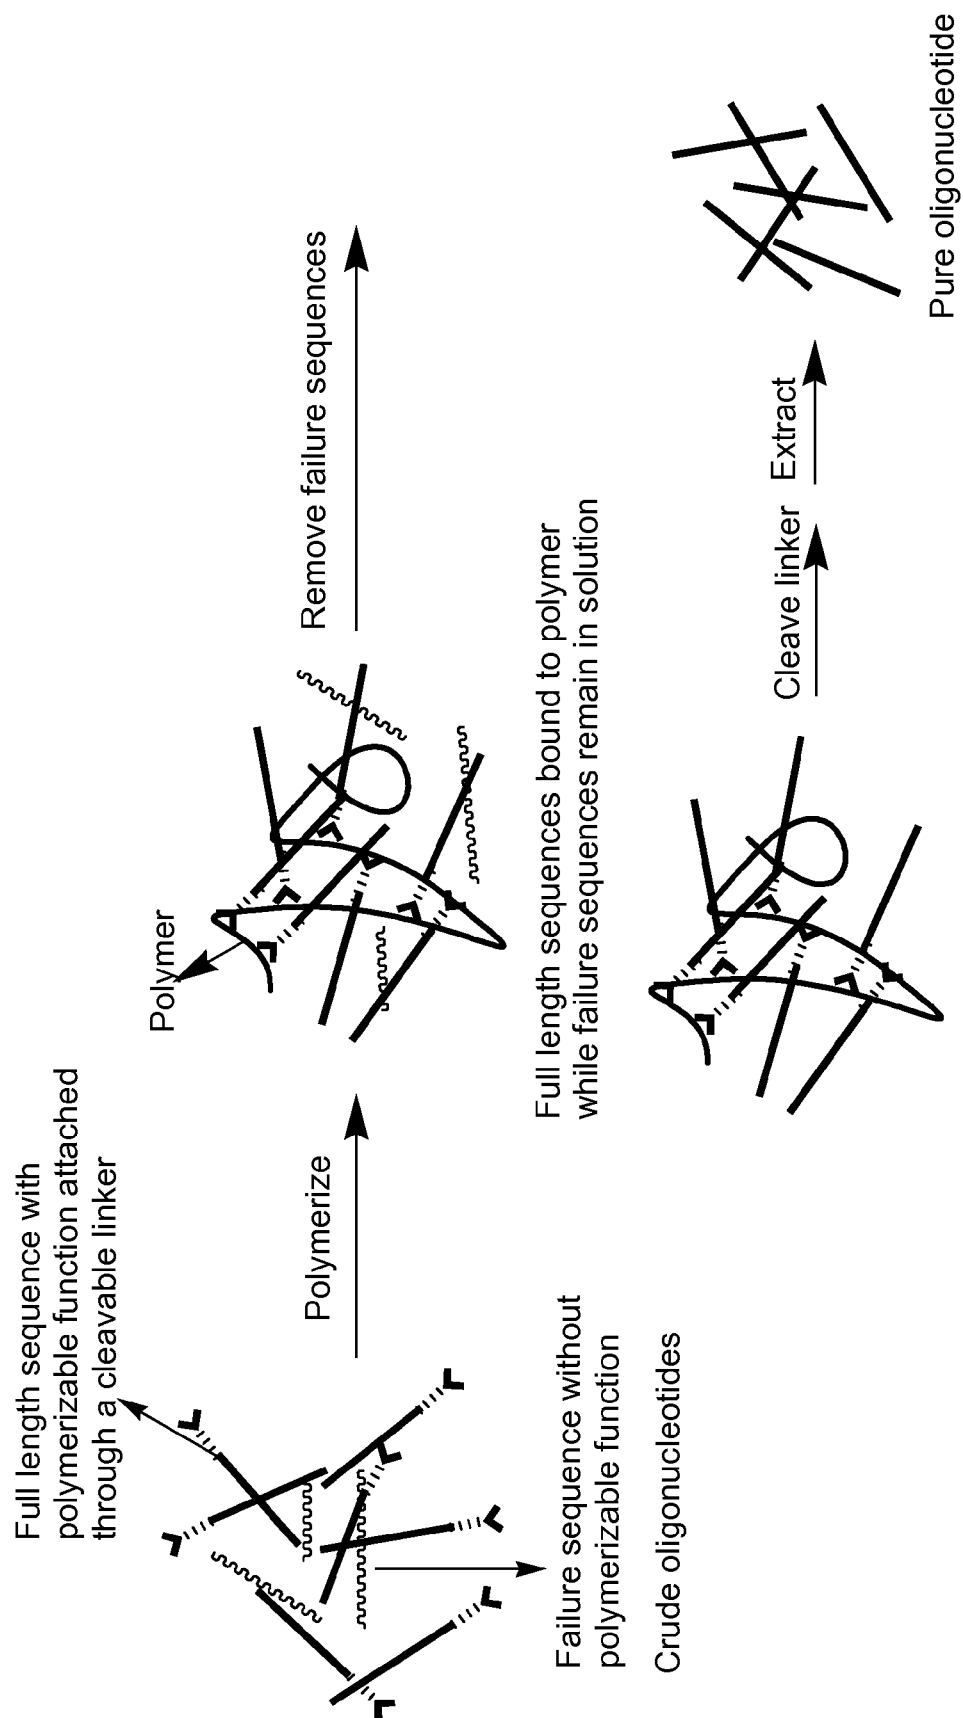 Full length sequence with
polymerizable function attached
through a cleavable linker
Failure sequence without
polymerizable function
Crude oligonucleotides
Polymerize
Polymer
Full length sequences bound to polymer
while failure sequences remain in solution
Remove failure sequences
Cleave linker
Extract
Pure oligonucleotide